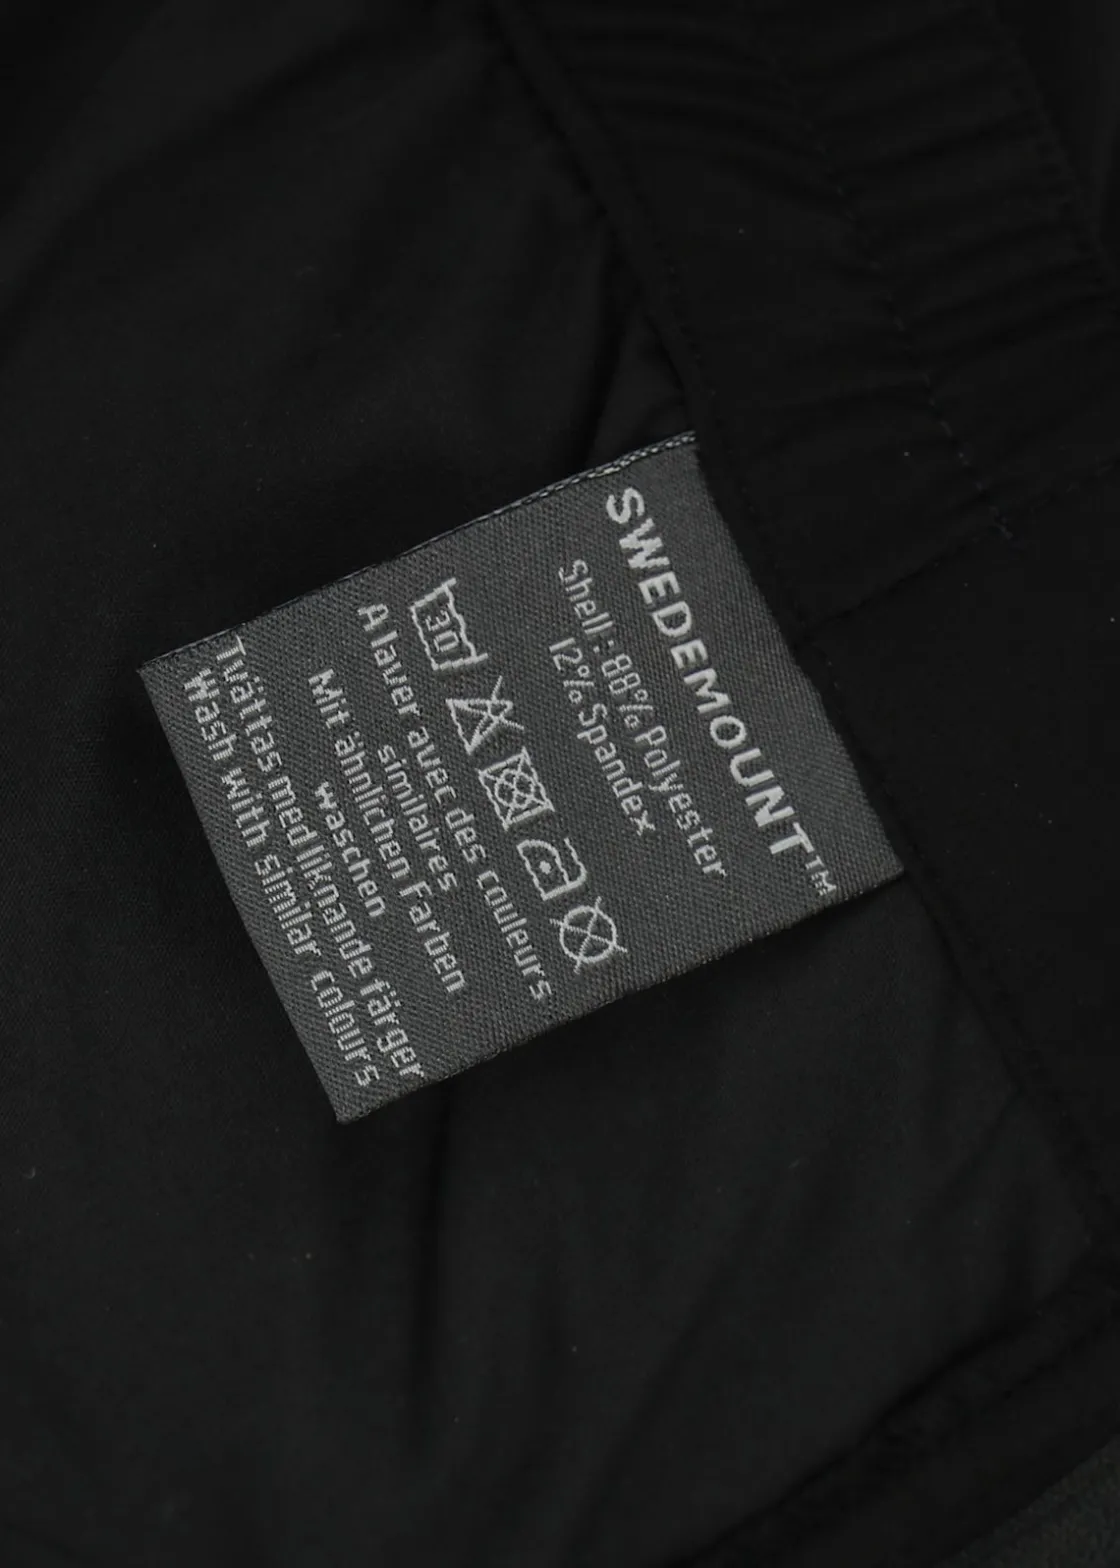 SWEDEMOUNT™
Shell : 88% Polyester
12% Spandex
30
A laver avec des couleurs
similaires
Mit ähnlichen Farben
waschen
Tvättas med liknande färger
Wash with similar colours